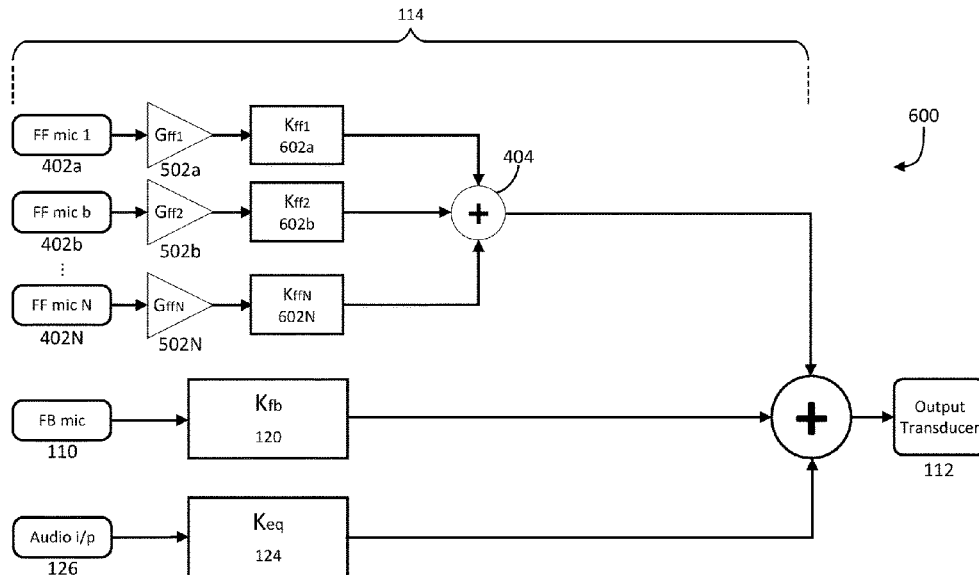 114
600
FF mic 1
402a
Gff1
502a
Kff1
602a
404
+
FF mic b
402b
Gff2
502b
Kff2
602b
⋮
FF mic N
402N
GffN
502N
KffN
602N
FB mic
110
Kfb
120
+
Output
Transducer
112
Audio i/p
126
Keq
124